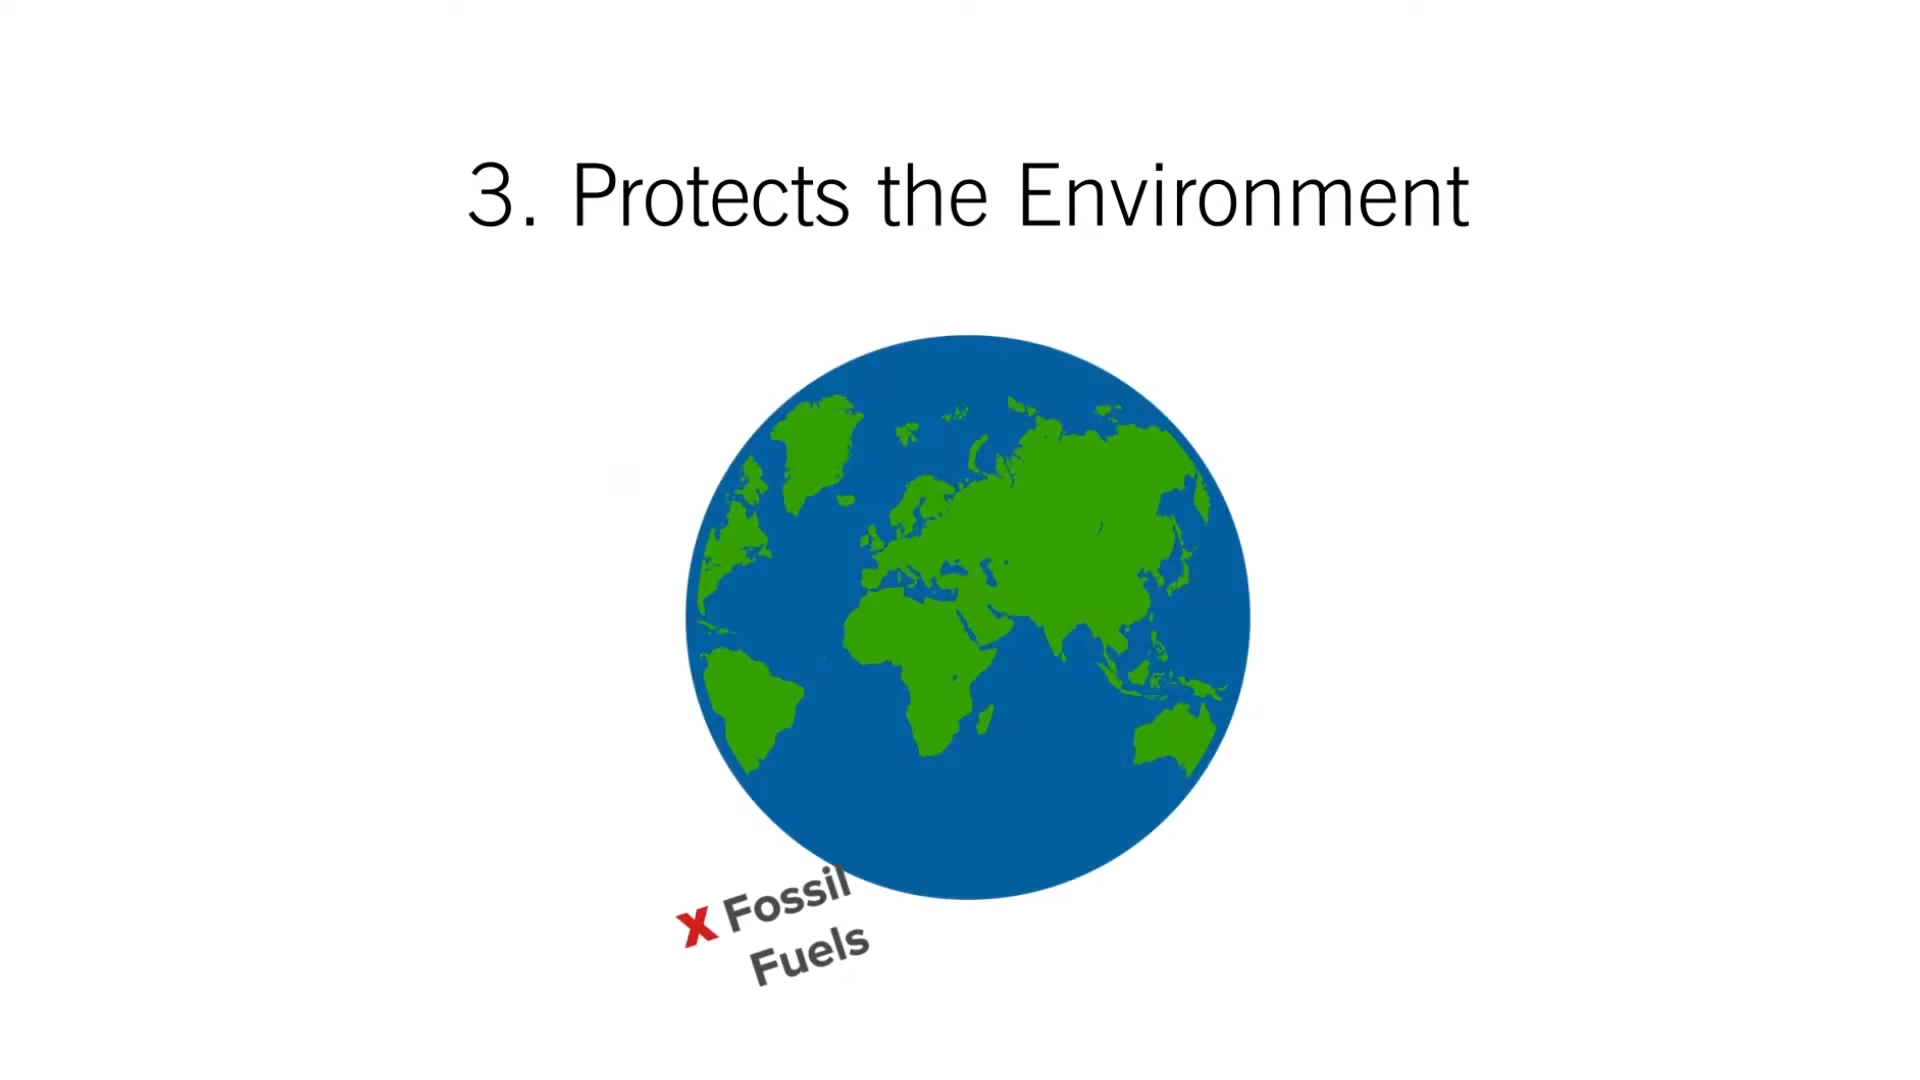 3. Protects the Environment
X Fossil
Fuels